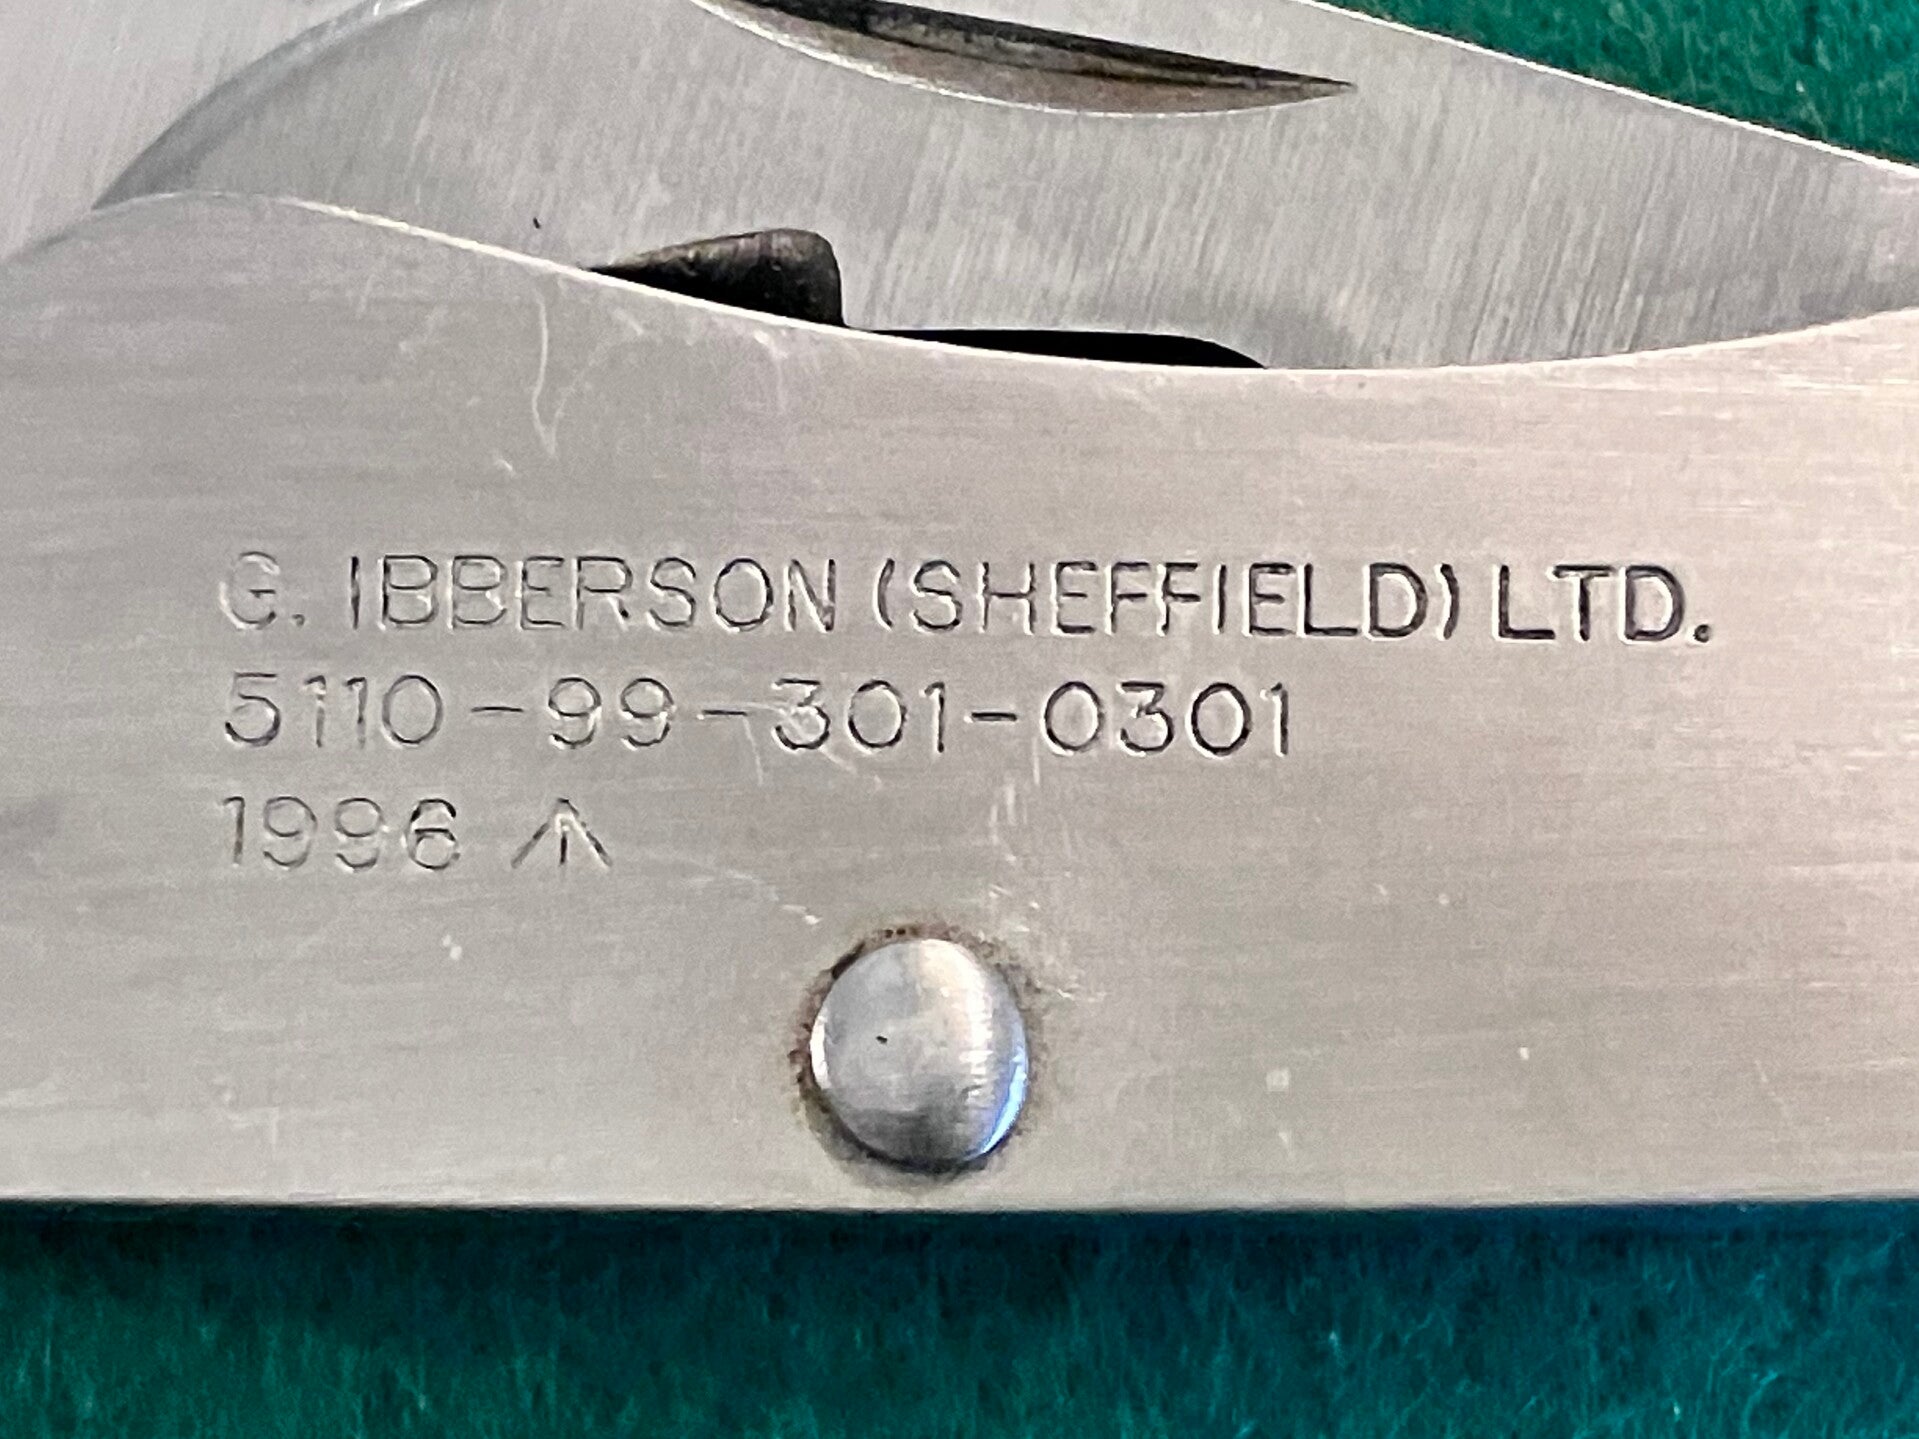 G. IBBERSON (SHEFFIELD) LTD.
5110-99-301-0301
1996